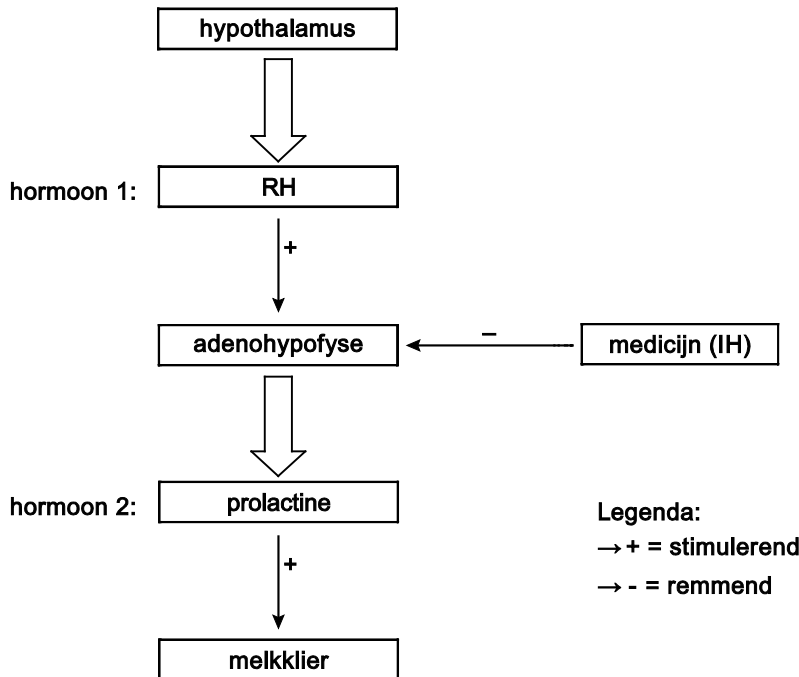 hypothalamus
hormoon 1:
RH
+
adenohypofyse
–
medicijn (IH)
hormoon 2:
prolactine
+
melkklier
Legenda:
→ + = stimulerend
→ - = remmend